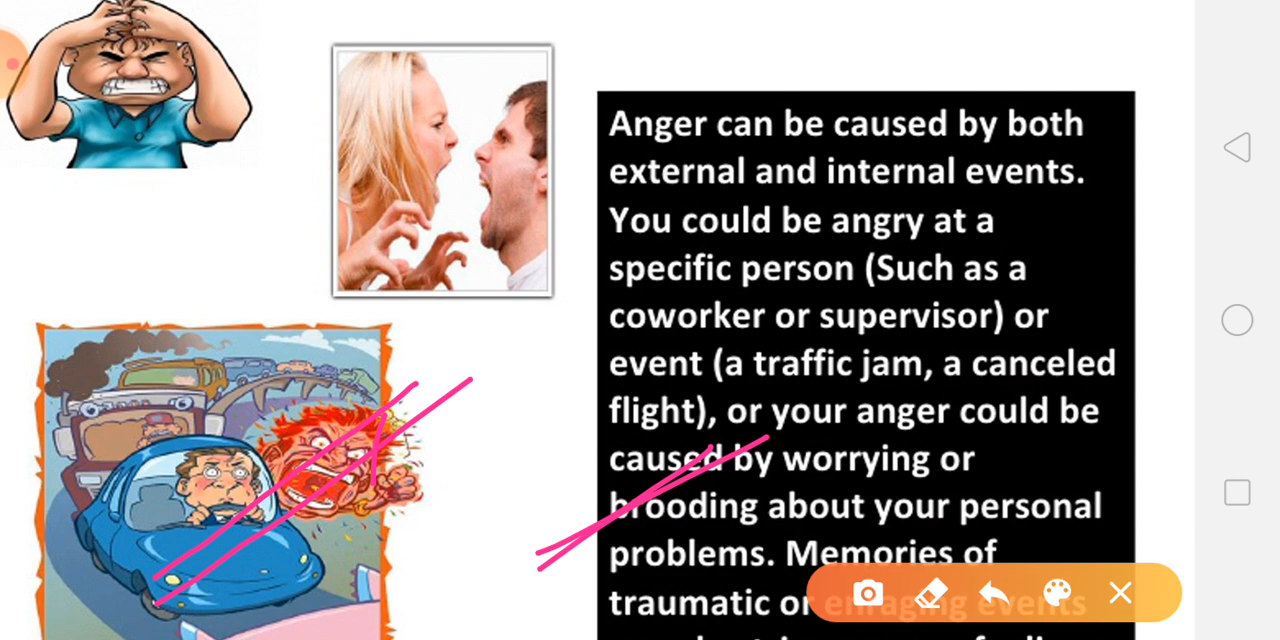 Anger can be caused by both
external and internal events.
You could be angry at a
specific person (Such as a
coworker or supervisor) or
event (a traffic jam, a canceled
flight), or your anger could be
caused by worrying or
brooding about your personal
problems. Memories of
traumatic or enraging events